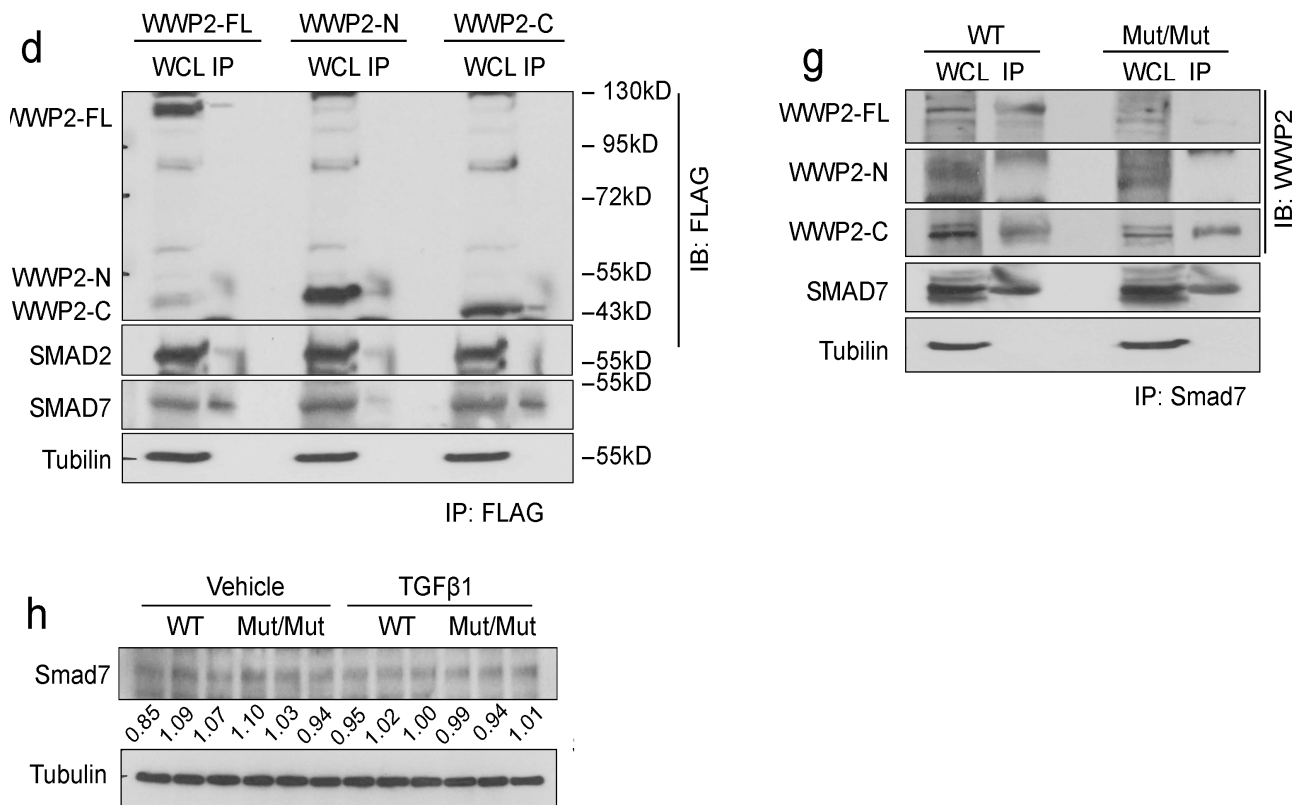 d
WWP2-FL WWP2-N WWP2-C
WCL IP WCL IP WCL IP
WWP2-FL
WWP2-N
WWP2-C
SMAD2
SMAD7
Tubilin
130kD
95kD
72kD
55kD
43kD
55kD
55kD
55kD
IB: FLAG
IP: FLAG
g
WT Mut/Mut
WCL IP WCL IP
WWP2-FL
WWP2-N
WWP2-C
SMAD7
Tubilin
IB: WWP2
IP: Smad7
h
Vehicle TGFβ1
WT Mut/Mut WT Mut/Mut
Smad7
0.85 1.09 1.07 1.10 1.03 0.94 0.95 1.02 1.00 0.99 0.94 1.01
Tubulin